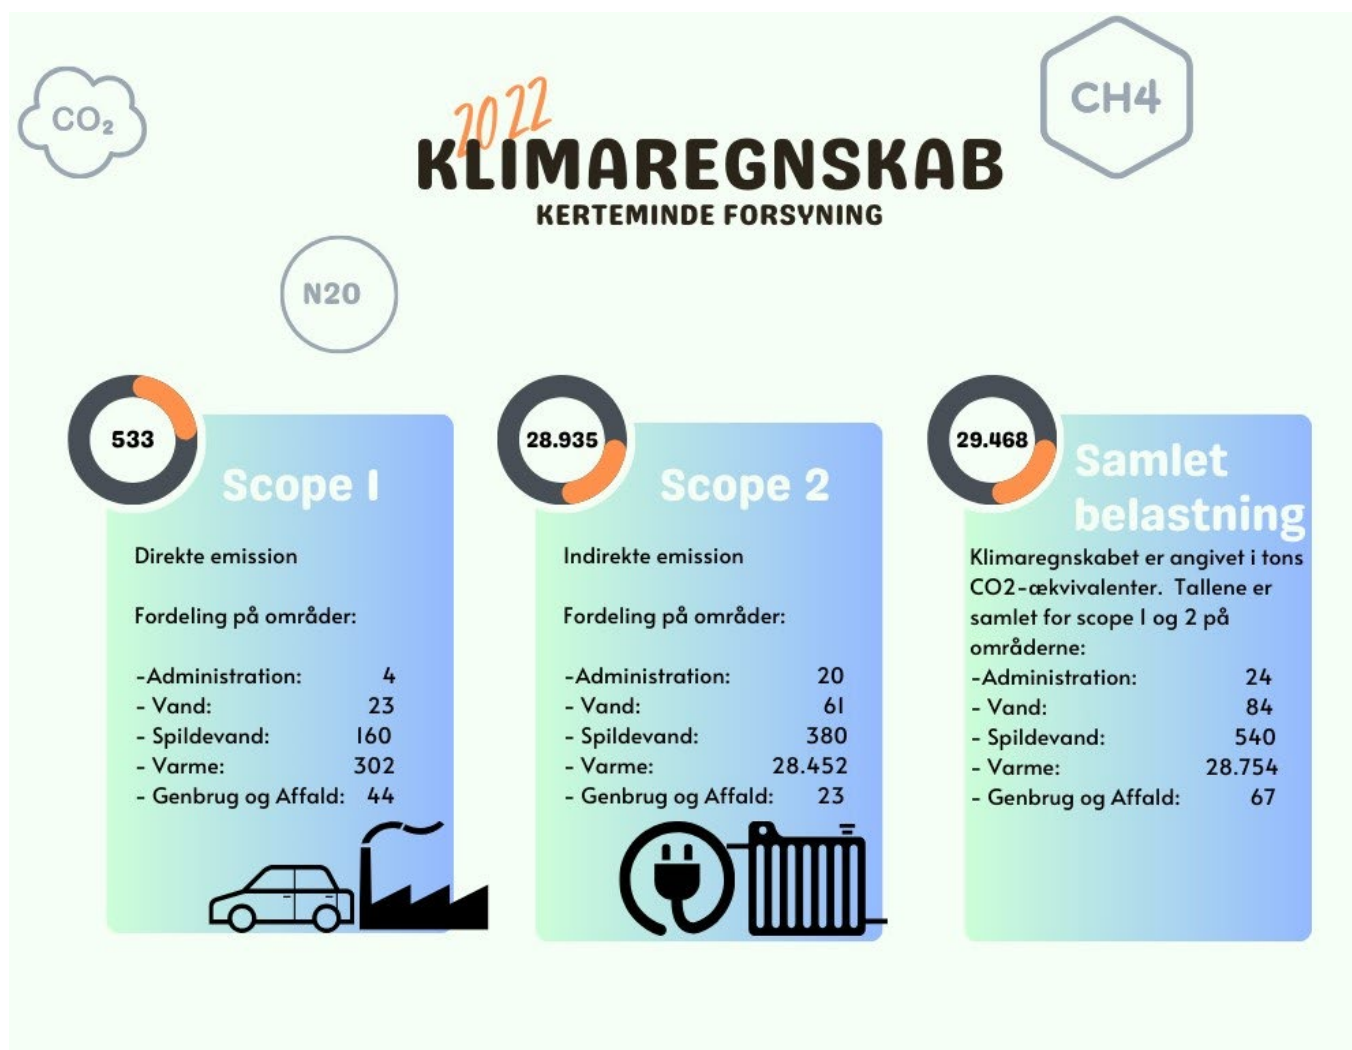 CO₂
CH4
2022
KLIMAREGNSKAB
KERTEMINDE FORSYNING
N2O
533
Scope 1
Direkte emission
Fordeling på områder:
-Administration: 4
- Vand: 23
- Spildevand: 160
- Varme: 302
- Genbrug og Affald: 44
28.935
Scope 2
Indirekte emission
Fordeling på områder:
-Administration: 20
- Vand: 61
- Spildevand: 380
- Varme: 28.452
- Genbrug og Affald: 23
29.468
Samlet
belastning
Klimaregnskabet er angivet i tons
CO2-ækvivalenter. Tallene er
samlet for scope 1 og 2 på
områderne:
-Administration: 24
- Vand: 84
- Spildevand: 540
- Varme: 28.754
- Genbrug og Affald: 67